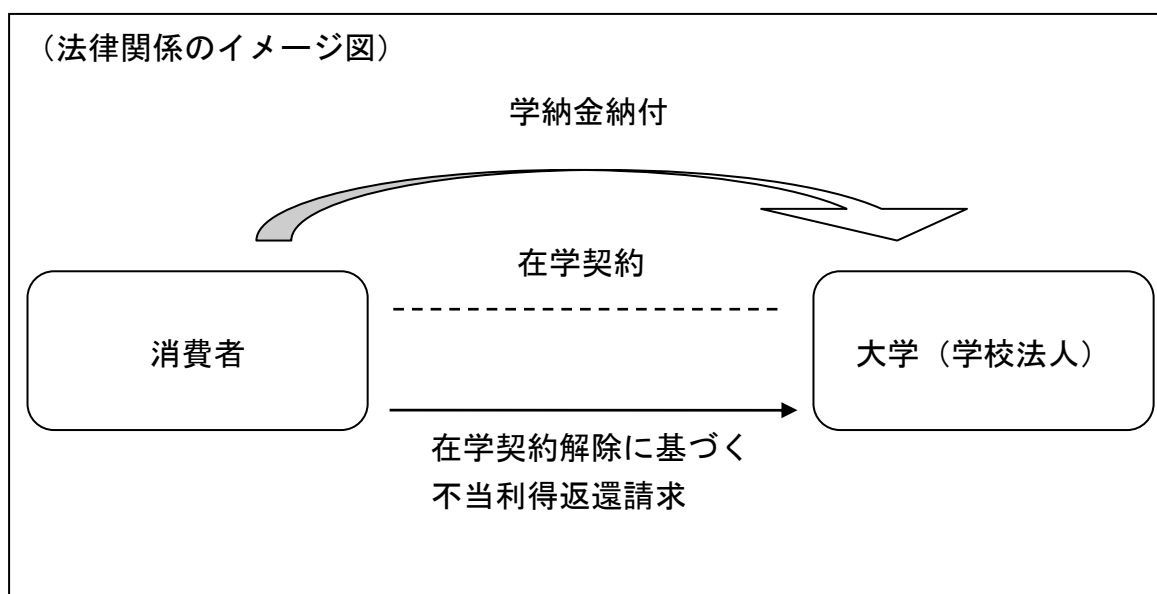 （法律関係のイメージ図）
学納金納付
在学契約
消費者
大学（学校法人）
在学契約解除に基づく
不当利得返還請求